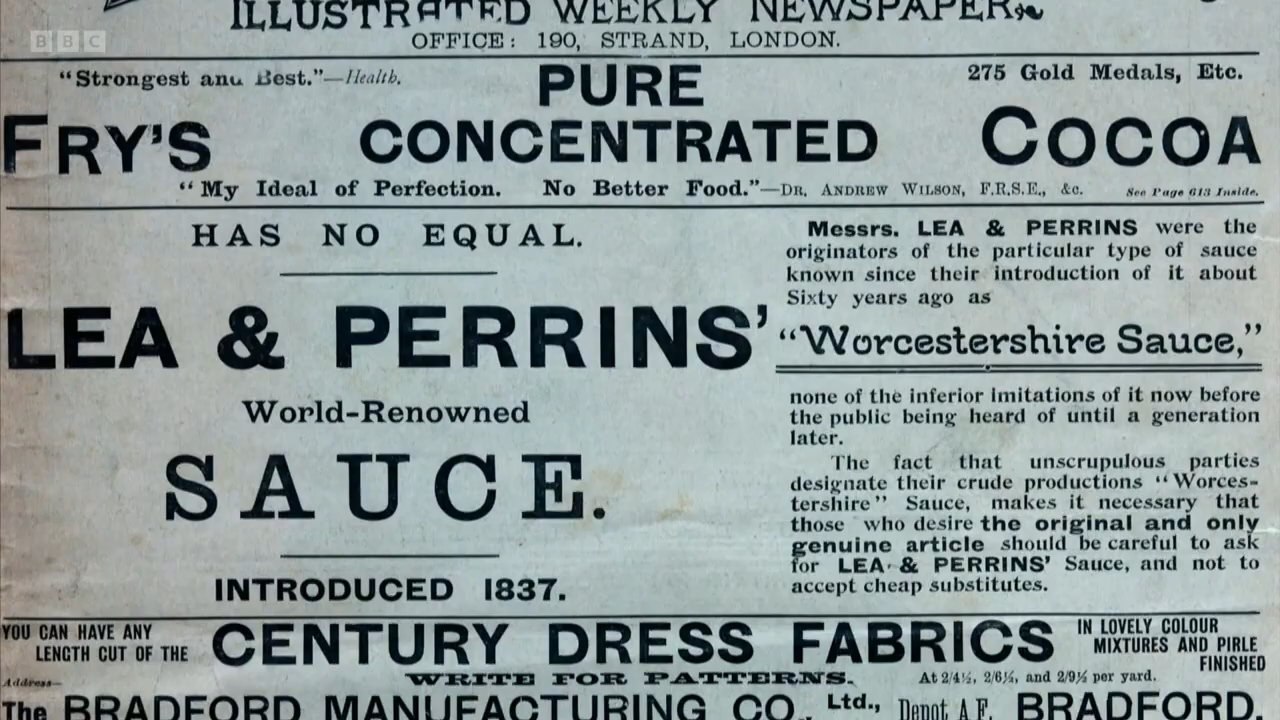 BBC
ILLUSTRATED WEEKLY NEWSPAPER
OFFICE: 190, STRAND, LONDON.
"Strongest and Best."—Health.
PURE
275 Gold Medals, Etc.
FRY'S CONCENTRATED COCOA
"My Ideal of Perfection. No Better Food."—DR. ANDREW WILSON, F.R.S.E., &c. See Page 613 Inside.
HAS NO EQUAL.
LEA & PERRINS'
World-Renowned
SAUCE.
INTRODUCED 1837.
Messrs. LEA & PERRINS were the
originators of the particular type of sauce
known since their introduction of it about
Sixty years ago as
"Worcestershire Sauce,"
none of the inferior imitations of it now before
the public being heard of until a generation
later.
The fact that unscrupulous parties
designate their crude productions "Worces-
tershire" Sauce, makes it necessary that
those who desire the original and only
genuine article should be careful to ask
for LEA & PERRINS' Sauce, and not to
accept cheap substitutes.
YOU CAN HAVE ANY
LENGTH CUT OF THE
CENTURY DRESS FABRICS
IN LOVELY COLOUR
MIXTURES AND PIRLE
FINISHED
Address—
WRITE FOR PATTERNS.
At 2/4½, 2/6½, and 2/9½ per yard.
The BRADFORD MANUFACTURING CO., Ltd., Depot A F, BRADFORD.